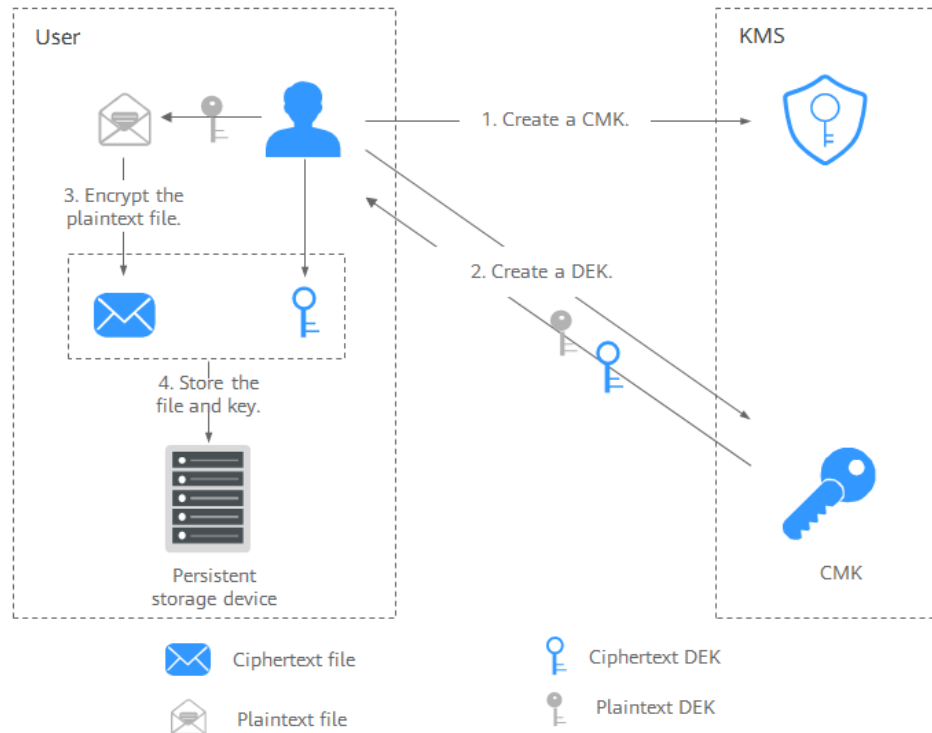 User
KMS
1. Create a CMK.
3. Encrypt the
plaintext file.
2. Create a DEK.
4. Store the
file and key.
Persistent
storage device
CMK
Ciphertext file
Ciphertext DEK
Plaintext file
Plaintext DEK